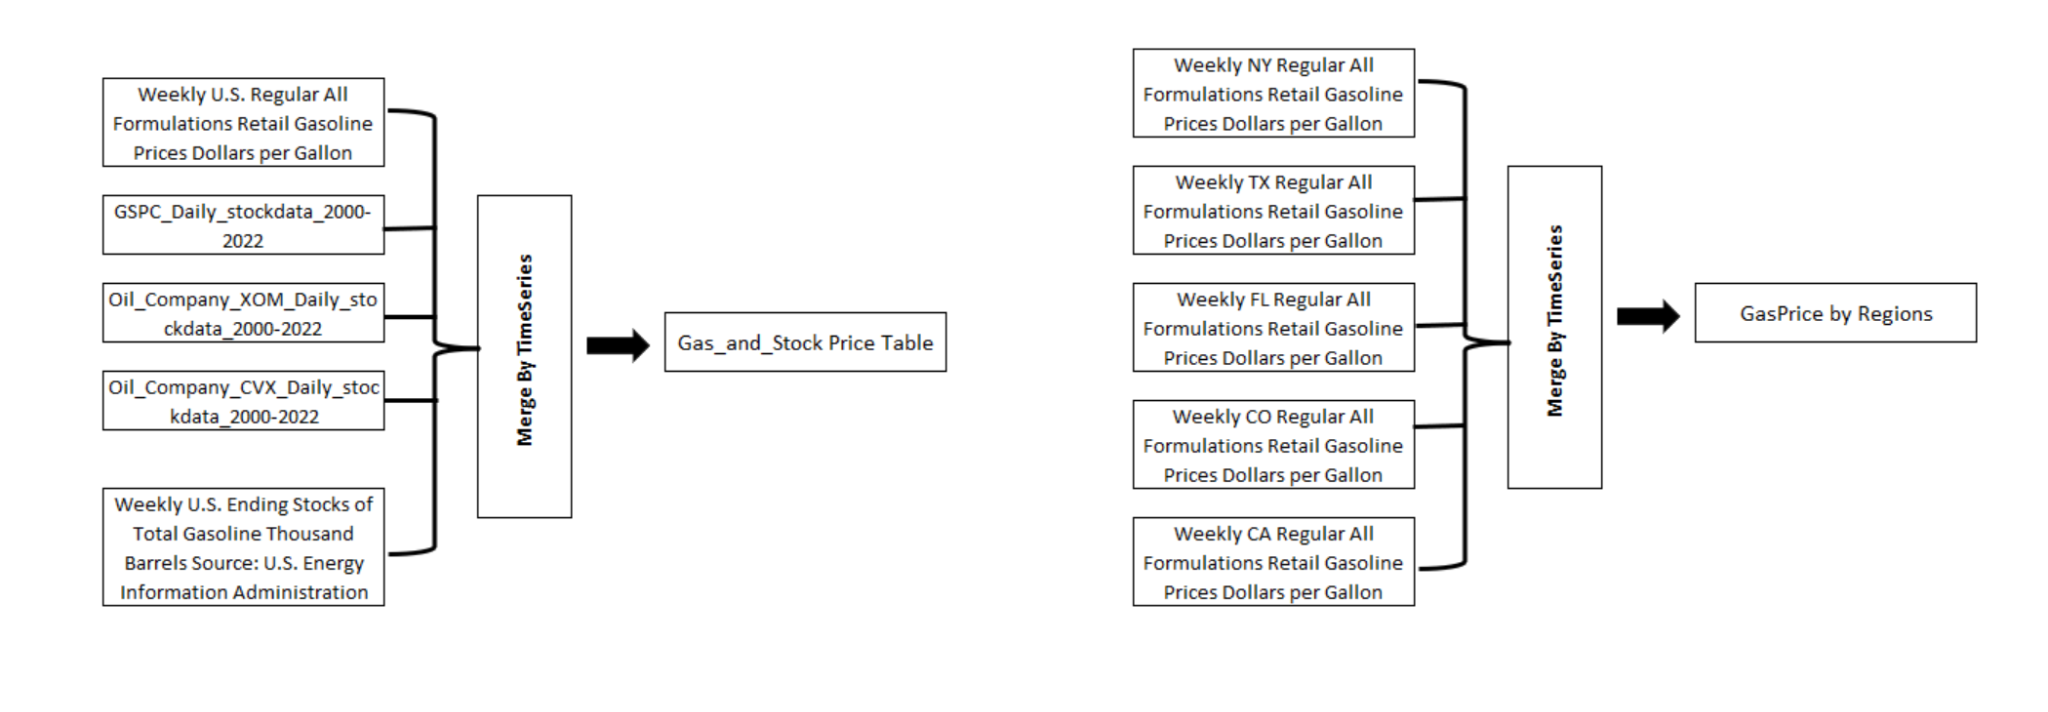 Weekly U.S. Regular All
Formulations Retail Gasoline
Prices Dollars per Gallon
GSPC_Daily_stockdata_2000-
2022
Oil_Company_XOM_Daily_sto
ckdata_2000-2022
Oil_Company_CVX_Daily_stoc
kdata_2000-2022
Weekly U.S. Ending Stocks of
Total Gasoline Thousand
Barrels Source: U.S. Energy
Information Administration
Merge By TimeSeries
Gas_and_Stock Price Table
Weekly NY Regular All
Formulations Retail Gasoline
Prices Dollars per Gallon
Weekly TX Regular All
Formulations Retail Gasoline
Prices Dollars per Gallon
Weekly FL Regular All
Formulations Retail Gasoline
Prices Dollars per Gallon
Weekly CO Regular All
Formulations Retail Gasoline
Prices Dollars per Gallon
Weekly CA Regular All
Formulations Retail Gasoline
Prices Dollars per Gallon
Merge By TimeSeries
GasPrice by Regions